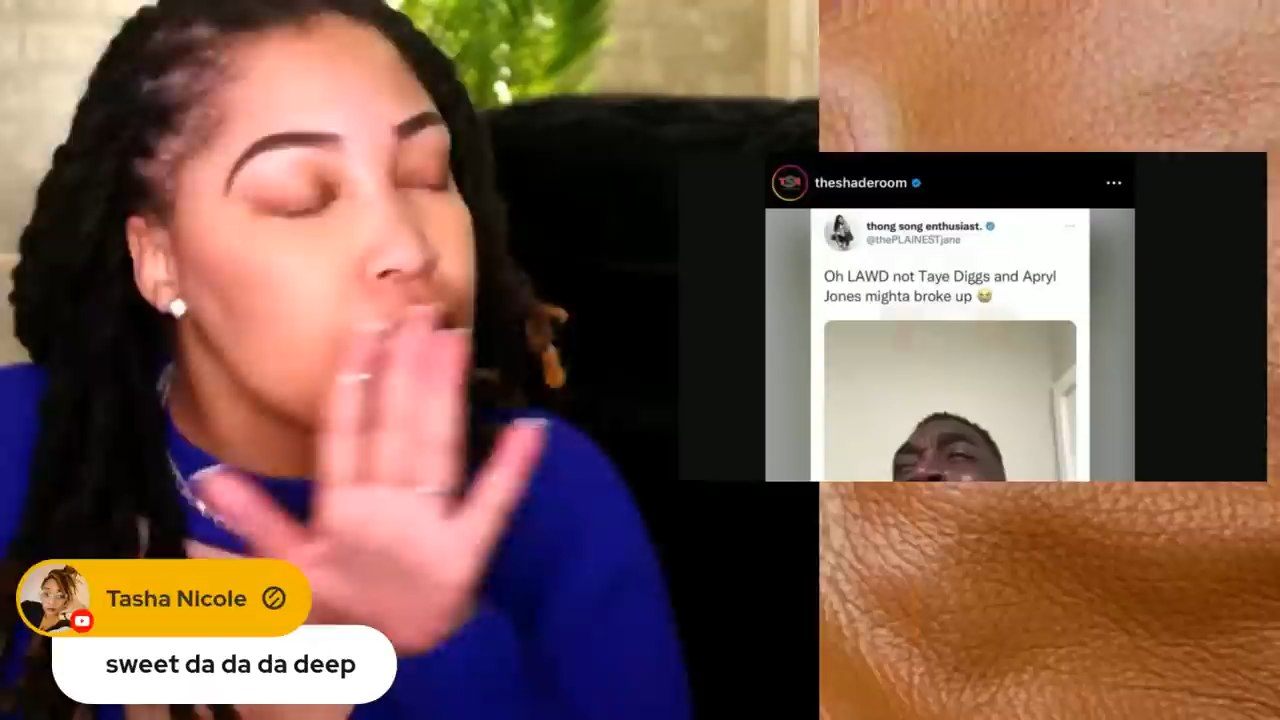 theshaderoom
thong song enthusiast.
@thePLAINESTjane
Oh LAWD not Taye Diggs and Apryl
Jones mighta broke up 😭
Tasha Nicole
sweet da da da deep